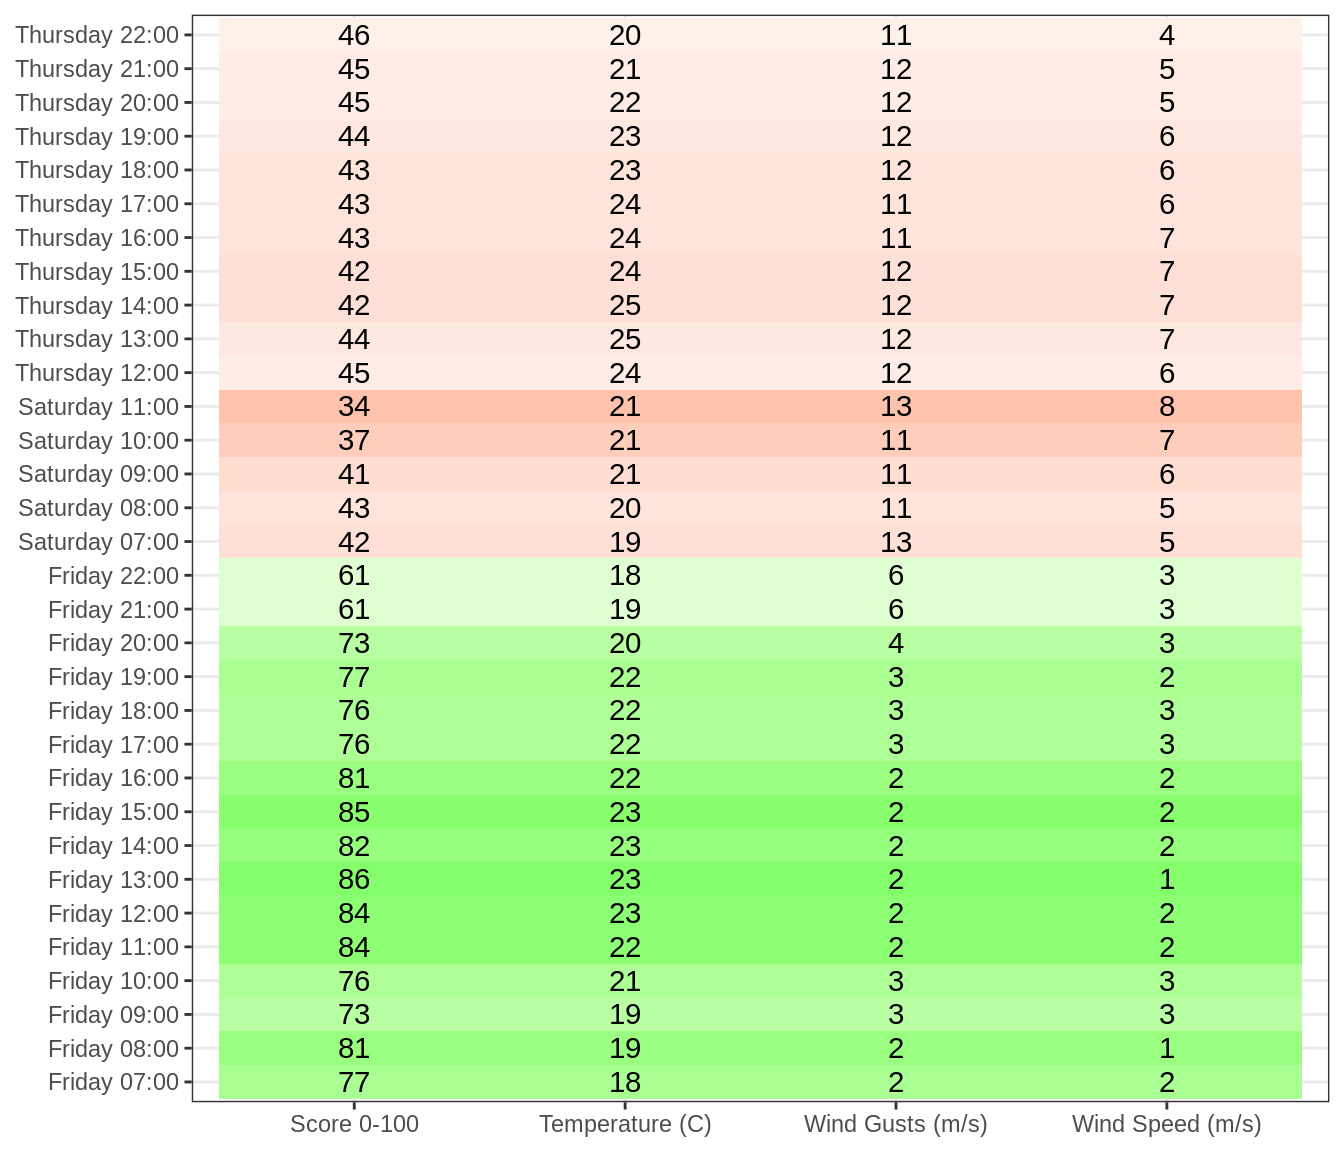 Thursday 22:00 46 20 11 4
Thursday 21:00 45 21 12 5
Thursday 20:00 45 22 12 5
Thursday 19:00 44 23 12 6
Thursday 18:00 43 23 12 6
Thursday 17:00 43 24 11 6
Thursday 16:00 43 24 11 7
Thursday 15:00 42 24 12 7
Thursday 14:00 42 25 12 7
Thursday 13:00 44 25 12 7
Thursday 12:00 45 24 12 6
Saturday 11:00 34 21 13 8
Saturday 10:00 37 21 11 7
Saturday 09:00 41 21 11 6
Saturday 08:00 43 20 11 5
Saturday 07:00 42 19 13 5
Friday 22:00 61 18 6 3
Friday 21:00 61 19 6 3
Friday 20:00 73 20 4 3
Friday 19:00 77 22 3 2
Friday 18:00 76 22 3 3
Friday 17:00 76 22 3 3
Friday 16:00 81 22 2 2
Friday 15:00 85 23 2 2
Friday 14:00 82 23 2 2
Friday 13:00 86 23 2 1
Friday 12:00 84 23 2 2
Friday 11:00 84 22 2 2
Friday 10:00 76 21 3 3
Friday 09:00 73 19 3 3
Friday 08:00 81 19 2 1
Friday 07:00 77 18 2 2
Score 0-100 Temperature (C) Wind Gusts (m/s) Wind Speed (m/s)